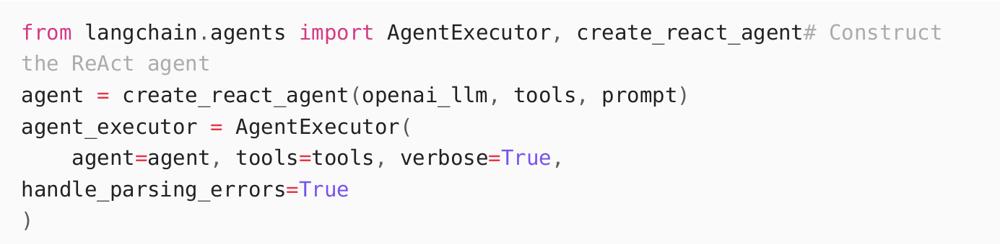 from langchain.agents import AgentExecutor, create_react_agent# Construct
the ReAct agent
agent = create_react_agent(openai_llm, tools, prompt)
agent_executor = AgentExecutor(
    agent=agent, tools=tools, verbose=True,
handle_parsing_errors=True
)